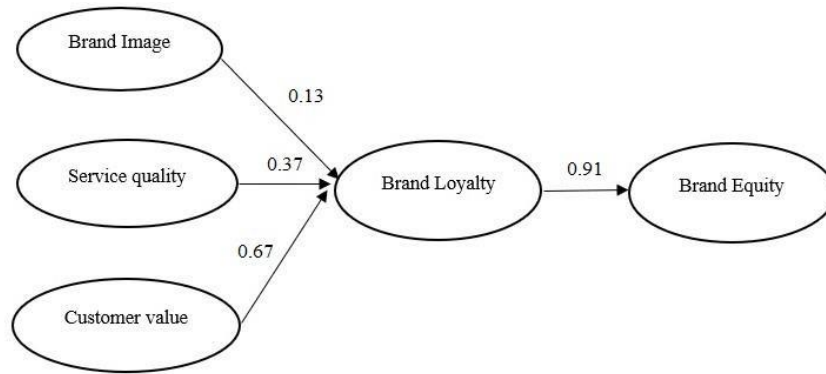 Brand Image
0.13
Service quality
0.37
Brand Loyalty
0.91
Brand Equity
0.67
Customer value